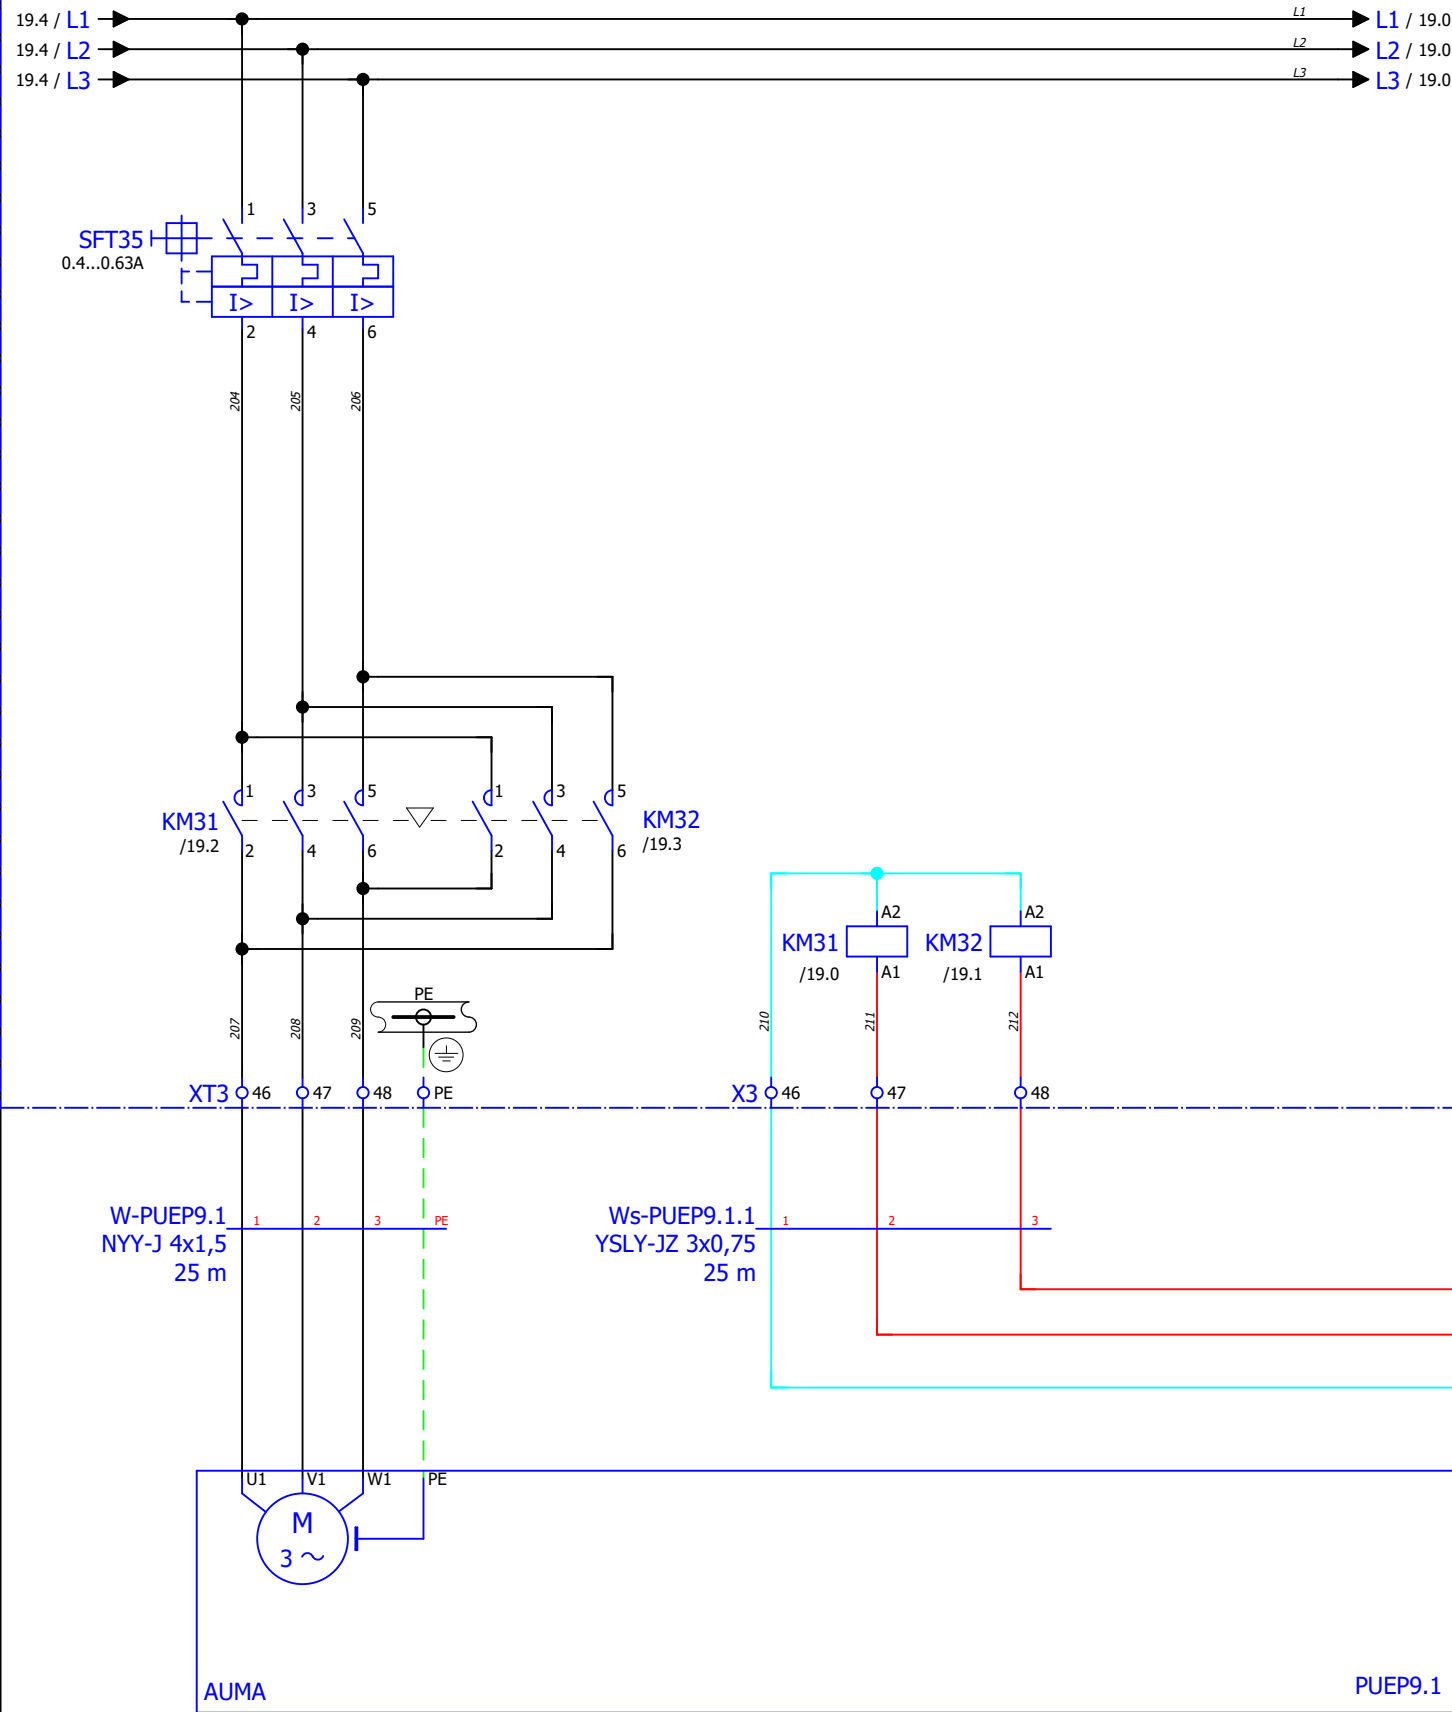 19.4 / L1 L1 L1 / 19.0
19.4 / L2 L2 L2 / 19.0
19.4 / L3 L3 L3 / 19.0
1 3 5
SFT35
0.4...0.63A
I> I> I>
2 4 6
204 205 206
1 3 5 1 3 5
KM31 KM32
/19.2 /19.3
2 4 6 2 4 6
A2 A2
KM31 KM32
/19.0 A1 /19.1 A1
PE
207 208 209 210 211 212
XT3 46 47 48 PE X3 46 47 48
W-PUEP9.1 1 2 3 PE Ws-PUEP9.1.1 1 2 3
NYY-J 4x1,5 YSLY-JZ 3x0,75
25 m 25 m
U1 V1 W1 PE
M
3 ~
AUMA PUEP9.1